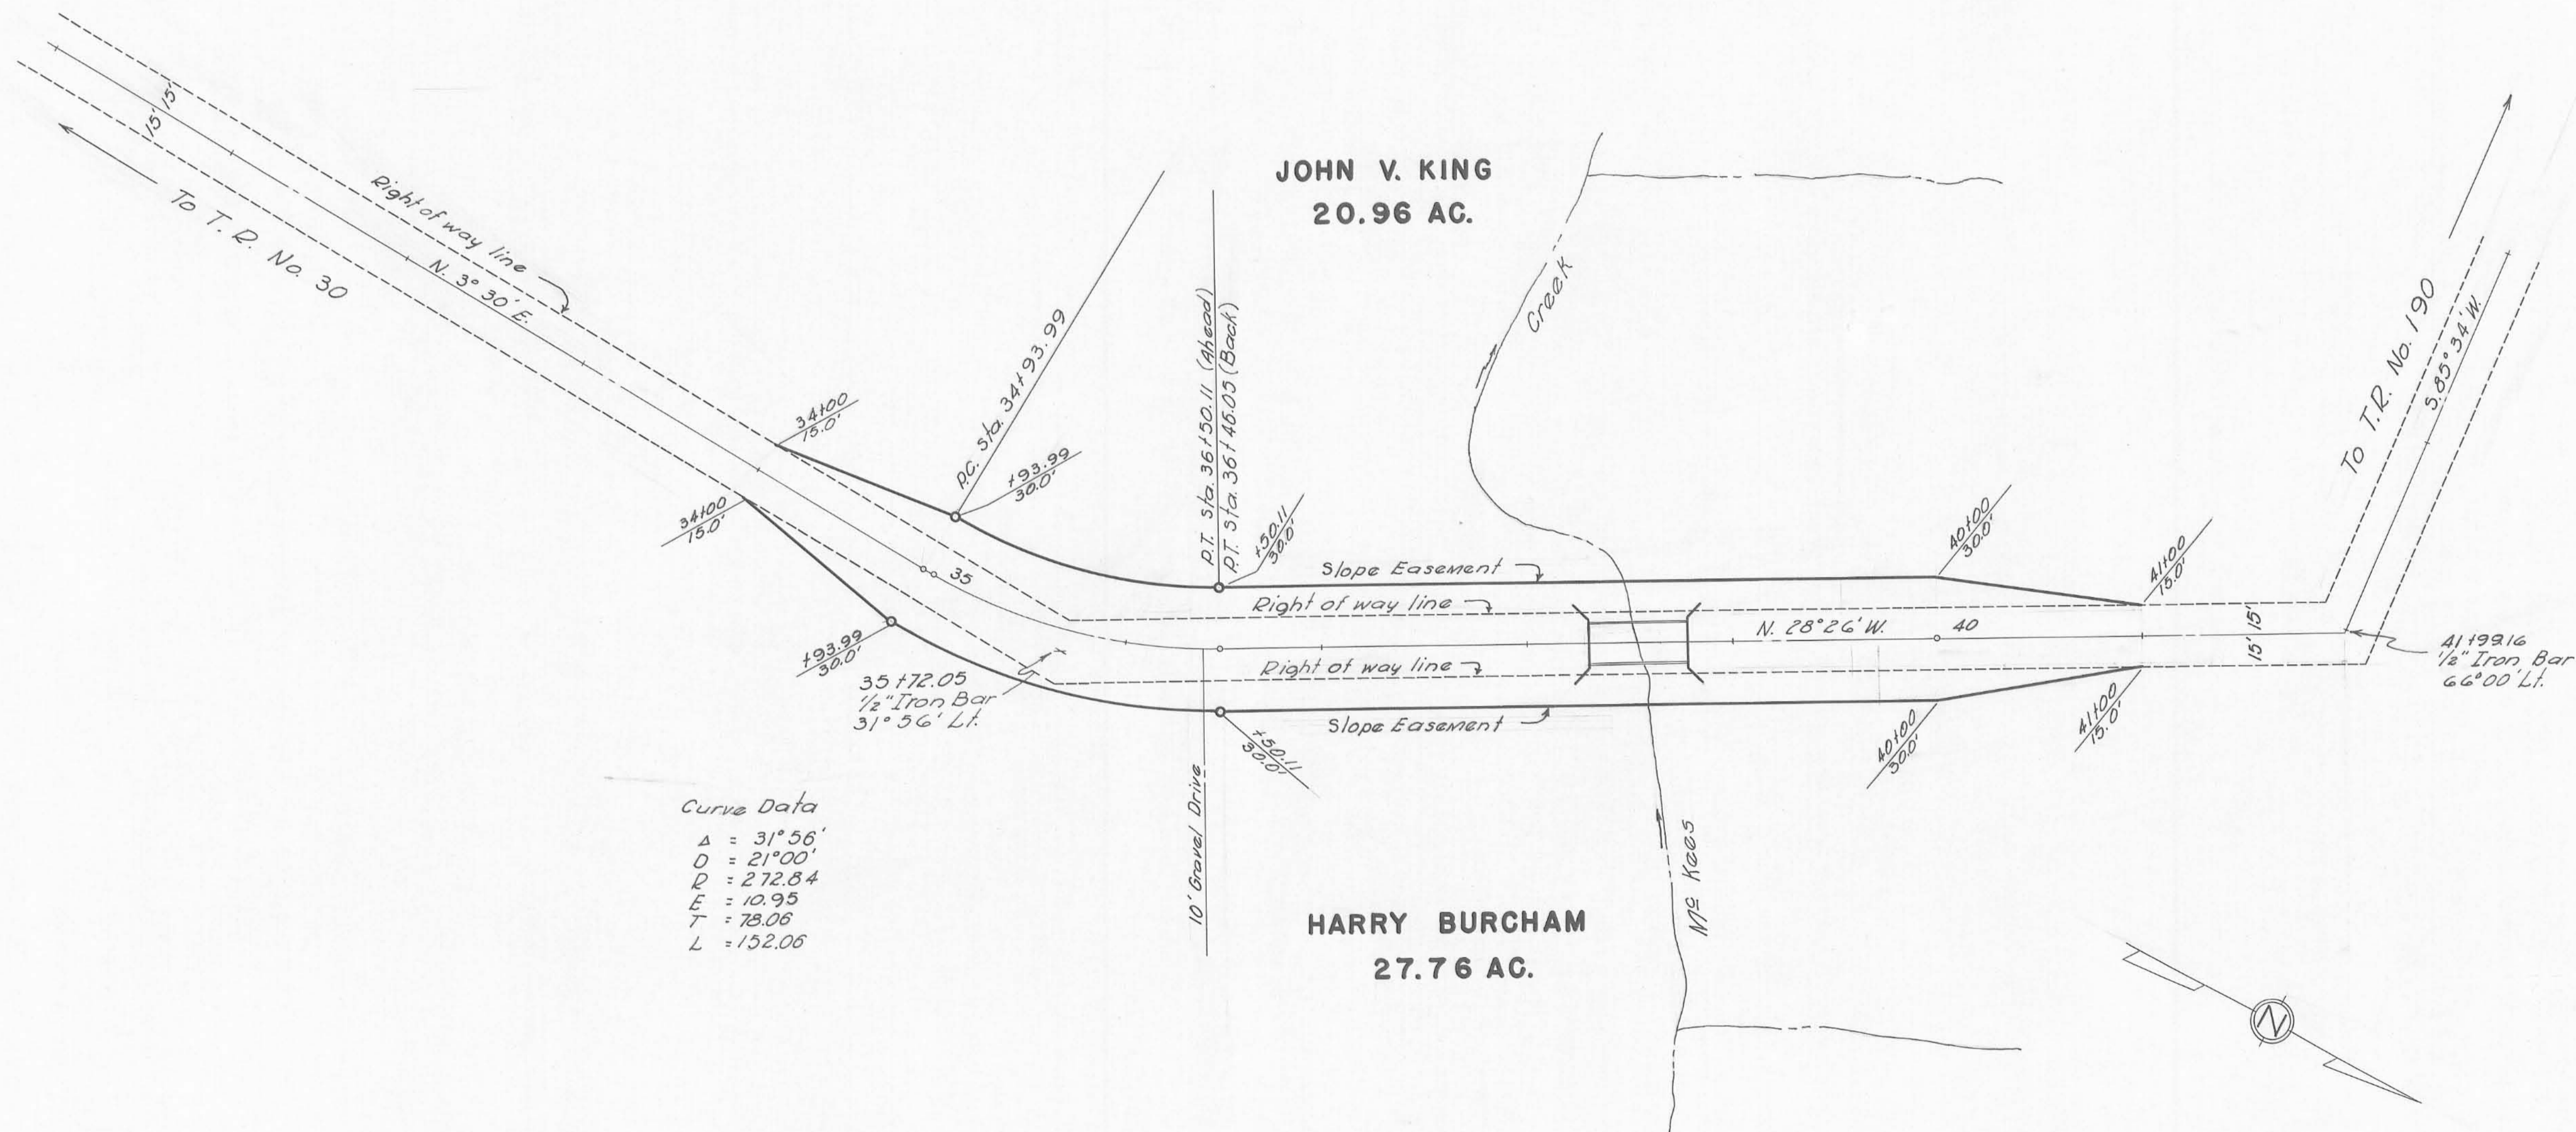 15' 15'
To T. R. No. 30
Right of way line
N. 3° 30' E.
34+00
15.0'
34+00
15.0'
P.C. Sta. 34+93.99
+93.99
30.0'
+93.99
30.0'
35
35+72.05
1/2" Iron Bar
31° 56' Lt.
P.T. Sta. 36+50.11 (Ahead)
P.T. Sta. 36+46.05 (Back)
+50.11
30.0'
+50.11
30.0'
JOHN V. KING
20.96 AC.
Creek
Slope Easement
Right of way line
Right of way line
Slope Easement
N. 28° 26' W.
40
40+00
30.0'
40+00
30.0'
41+00
15.0'
41+00
15.0'
15' 15'
To T.R. No. 190
S. 85° 34' W.
41+99.16
1/2" Iron Bar
66° 00' Lt.
10' Gravel Drive
Mc Kees
HARRY BURCHAM
27.76 AC.
Curve Data
Δ = 31° 56'
D = 21° 00'
R = 272.84
E = 10.95
T = 78.06
L = 152.06
N